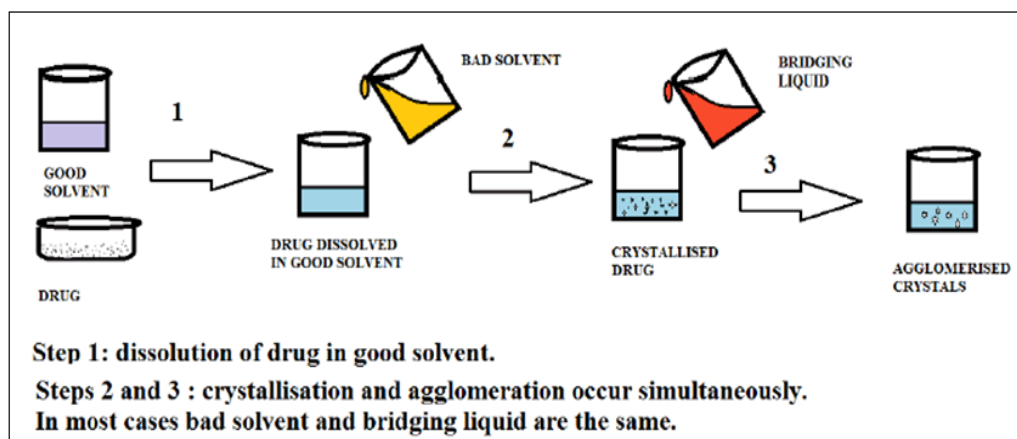 BAD SOLVENT
BRIDGING
LIQUID
1
2
3
GOOD
SOLVENT
DRUG DISSOLVED
IN GOOD SOLVENT
CRYSTALLISED
DRUG
AGGLOMERISED
CRYSTALS
DRUG
Step 1: dissolution of drug in good solvent.
Steps 2 and 3 : crystallisation and agglomeration occur simultaneously.
In most cases bad solvent and bridging liquid are the same.